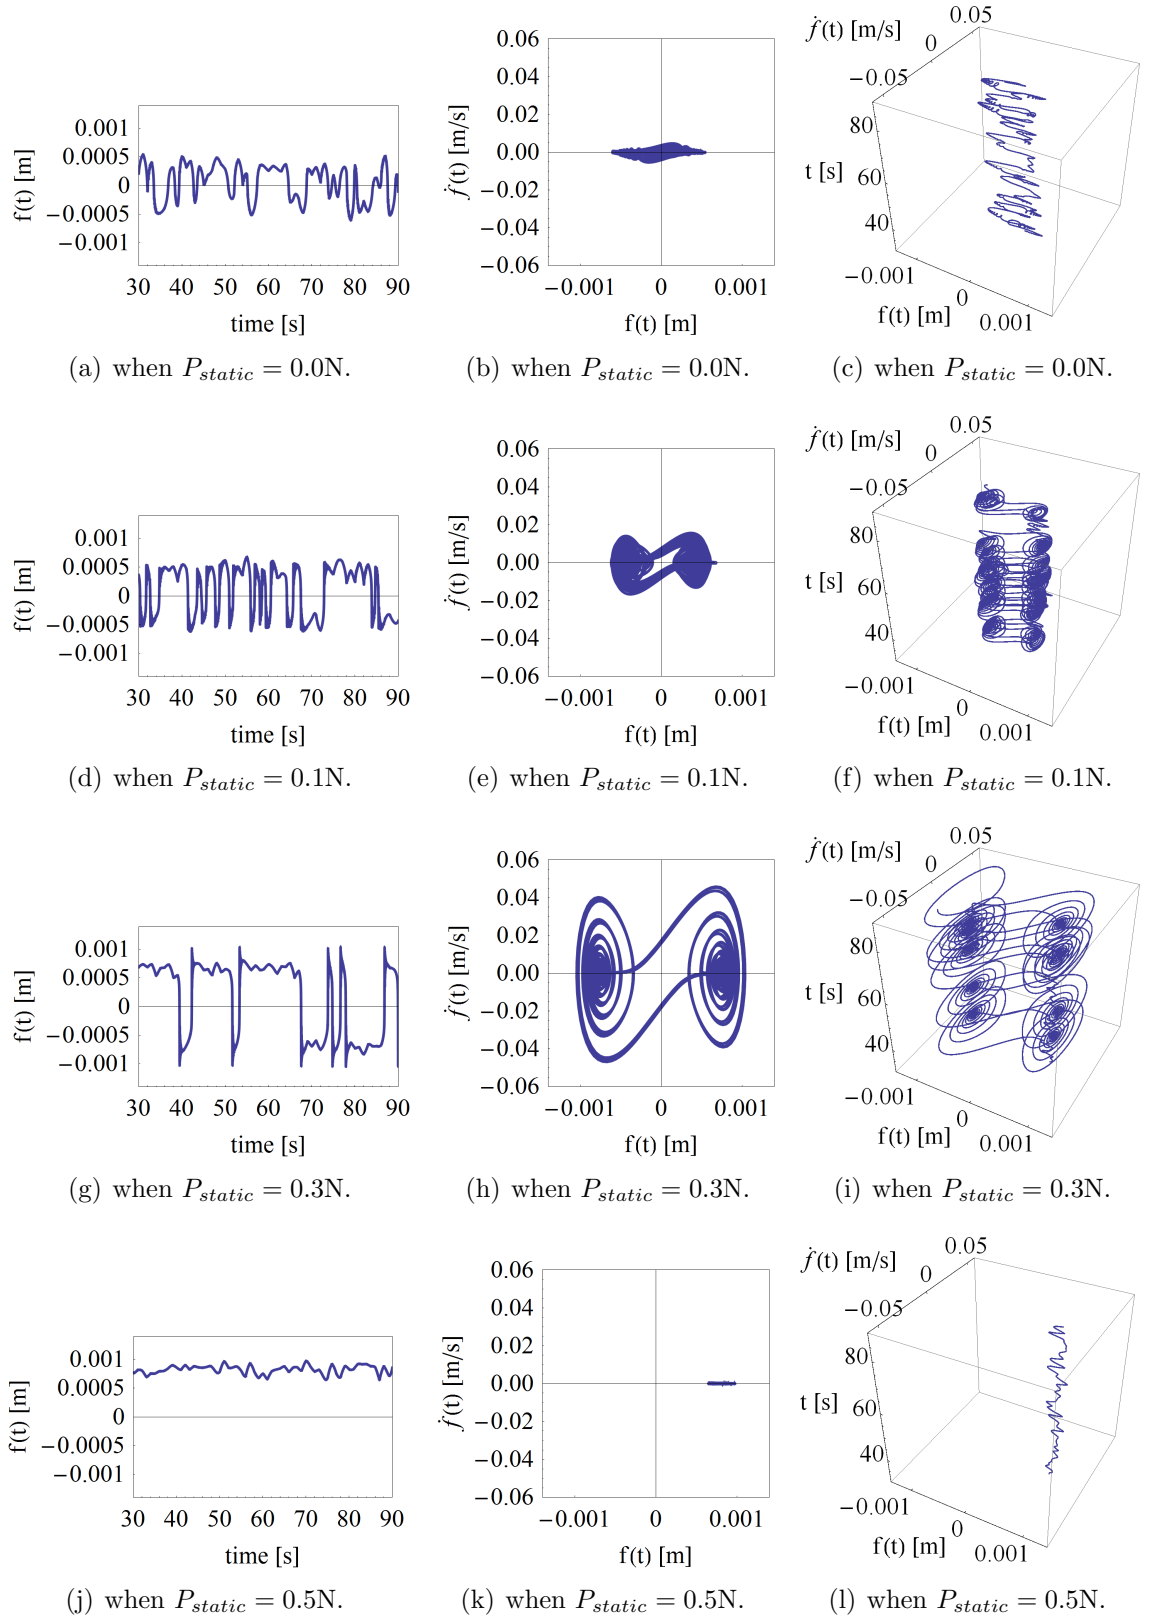 0.05
ḟ(t) [m/s]
0
−0.05
0.001
0.0005
0
−0.0005
−0.001
f(t) [m]
30 40 50 60 70 80 90
time [s]
0.06
0.04
0.02
0.00
−0.02
−0.04
−0.06
ḟ(t) [m/s]
−0.001 0 0.001
f(t) [m]
80
t [s]
60
40
−0.001
0
f(t) [m]
0.001
(a) when P_static = 0.0N.
(b) when P_static = 0.0N.
(c) when P_static = 0.0N.
0.001
0.0005
0
−0.0005
−0.001
f(t) [m]
30 40 50 60 70 80 90
time [s]
0.06
0.04
0.02
0.00
−0.02
−0.04
−0.06
ḟ(t) [m/s]
−0.001 0 0.001
f(t) [m]
0.05
ḟ(t) [m/s]
0
−0.05
80
t [s]
60
40
−0.001
0
f(t) [m]
0.001
(d) when P_static = 0.1N.
(e) when P_static = 0.1N.
(f) when P_static = 0.1N.
0.001
0.0005
0
−0.0005
−0.001
f(t) [m]
30 40 50 60 70 80 90
time [s]
0.06
0.04
0.02
0.00
−0.02
−0.04
−0.06
ḟ(t) [m/s]
−0.001 0 0.001
f(t) [m]
0.05
ḟ(t) [m/s]
0
−0.05
80
t [s]
60
40
−0.001
0
f(t) [m]
0.001
(g) when P_static = 0.3N.
(h) when P_static = 0.3N.
(i) when P_static = 0.3N.
0.001
0.0005
0
−0.0005
−0.001
f(t) [m]
30 40 50 60 70 80 90
time [s]
0.06
0.04
0.02
0.00
−0.02
−0.04
−0.06
ḟ(t) [m/s]
−0.001 0 0.001
f(t) [m]
0.05
ḟ(t) [m/s]
0
−0.05
80
t [s]
60
40
−0.001
0
f(t) [m]
0.001
(j) when P_static = 0.5N.
(k) when P_static = 0.5N.
(l) when P_static = 0.5N.